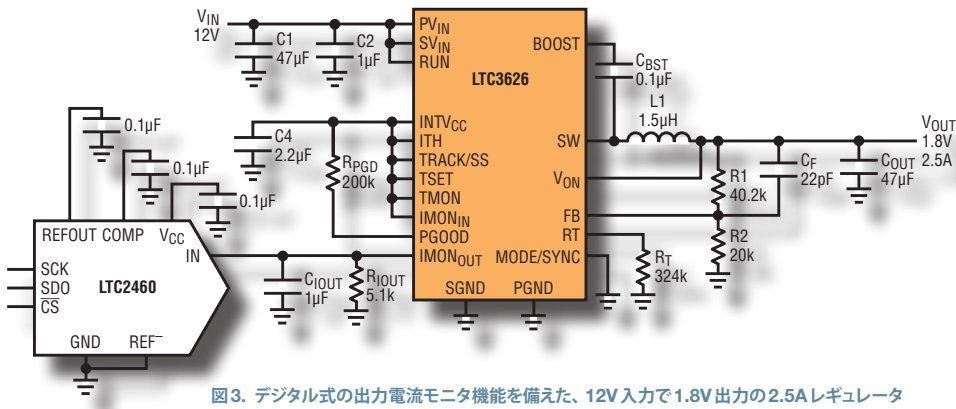 VIN
12V
C1
47µF
C2
1µF
PVIN
SVIN
RUN
BOOST
LTC3626
CBST
0.1µF
L1
1.5µH
SW
VOUT
1.8V
2.5A
INTVCC
ITH
TRACK/SS
TSET
TMON
IMONIN
PGOOD
IMONOUT
C4
2.2µF
RPGD
200k
VON
FB
RT
MODE/SYNC
SGND
PGND
R1
40.2k
CF
22pF
COUT
47µF
R2
20k
RT
324k
0.1µF
0.1µF
0.1µF
REFOUT COMP VCC
IN
SCK
SDO
CS
LTC2460
GND
REF–
CIOUT
1µF
RIOUT
5.1k
図3. デジタル式の出力電流モニタ機能を備えた、12V入力で1.8V出力の2.5Aレギュレータ